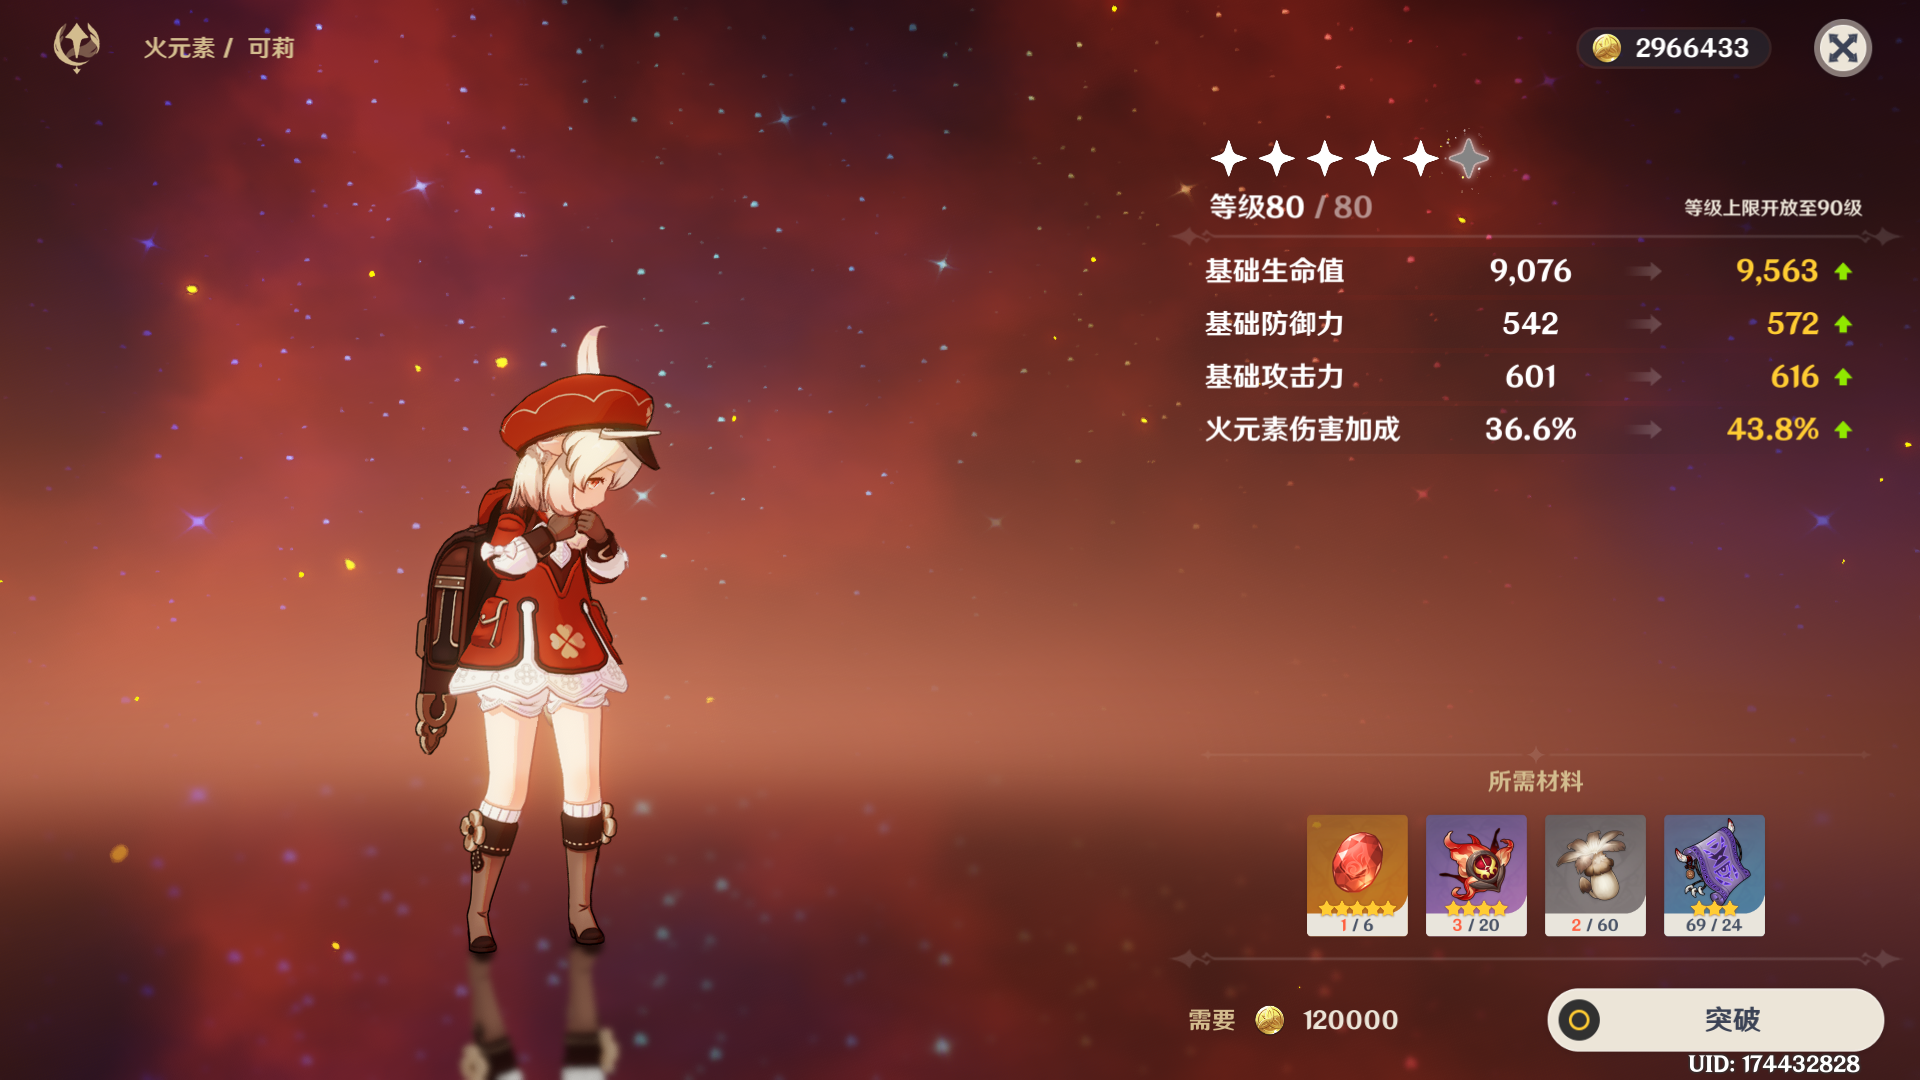 火元素 / 可莉
2966433
等级80 / 80
等级上限开放至90级
基础生命值 9,076 9,563
基础防御力 542 572
基础攻击力 601 616
火元素伤害加成 36.6% 43.8%
所需材料
1 / 6 3 / 20 2 / 60 69 / 24
需要 120000
突破
UID: 174432828